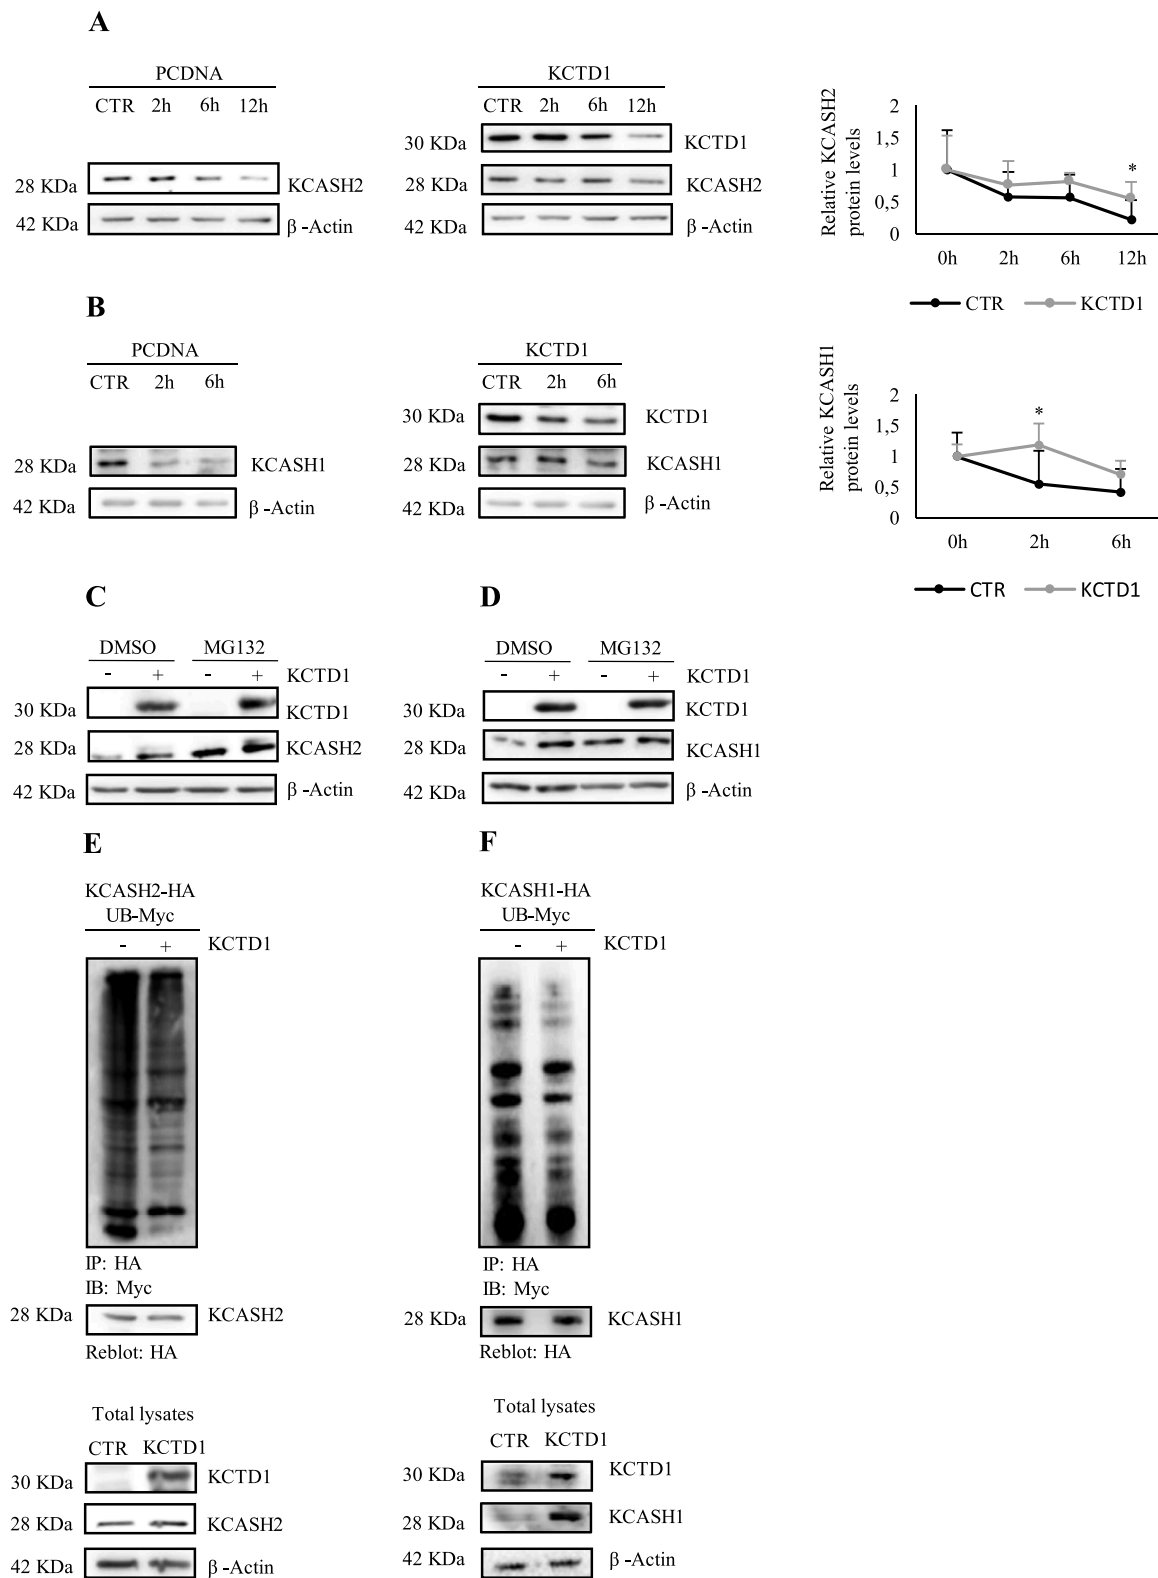 A
PCDNA
CTR 2h 6h 12h
28 KDa KCASH2
42 KDa β-Actin
KCTD1
CTR 2h 6h 12h
30 KDa KCTD1
28 KDa KCASH2
42 KDa β-Actin
Relative KCASH2
protein levels
2
1,5
1
0,5
0
*
0h 2h 6h 12h
CTR KCTD1
B
PCDNA
CTR 2h 6h
28 KDa KCASH1
42 KDa β-Actin
KCTD1
CTR 2h 6h
30 KDa KCTD1
28 KDa KCASH1
42 KDa β-Actin
Relative KCASH1
protein levels
2
1,5
1
0,5
0
*
0h 2h 6h
CTR KCTD1
C
DMSO MG132
- + - + KCTD1
30 KDa KCTD1
28 KDa KCASH2
42 KDa β-Actin
D
DMSO MG132
- + - + KCTD1
30 KDa KCTD1
28 KDa KCASH1
42 KDa β-Actin
E
KCASH2-HA
UB-Myc
- + KCTD1
IP: HA
IB: Myc
28 KDa KCASH2
Reblot: HA
Total lysates
CTR KCTD1
30 KDa KCTD1
28 KDa KCASH2
42 KDa β-Actin
F
KCASH1-HA
UB-Myc
- + KCTD1
IP: HA
IB: Myc
28 KDa KCASH1
Reblot: HA
Total lysates
CTR KCTD1
30 KDa KCTD1
28 KDa KCASH1
42 KDa β-Actin